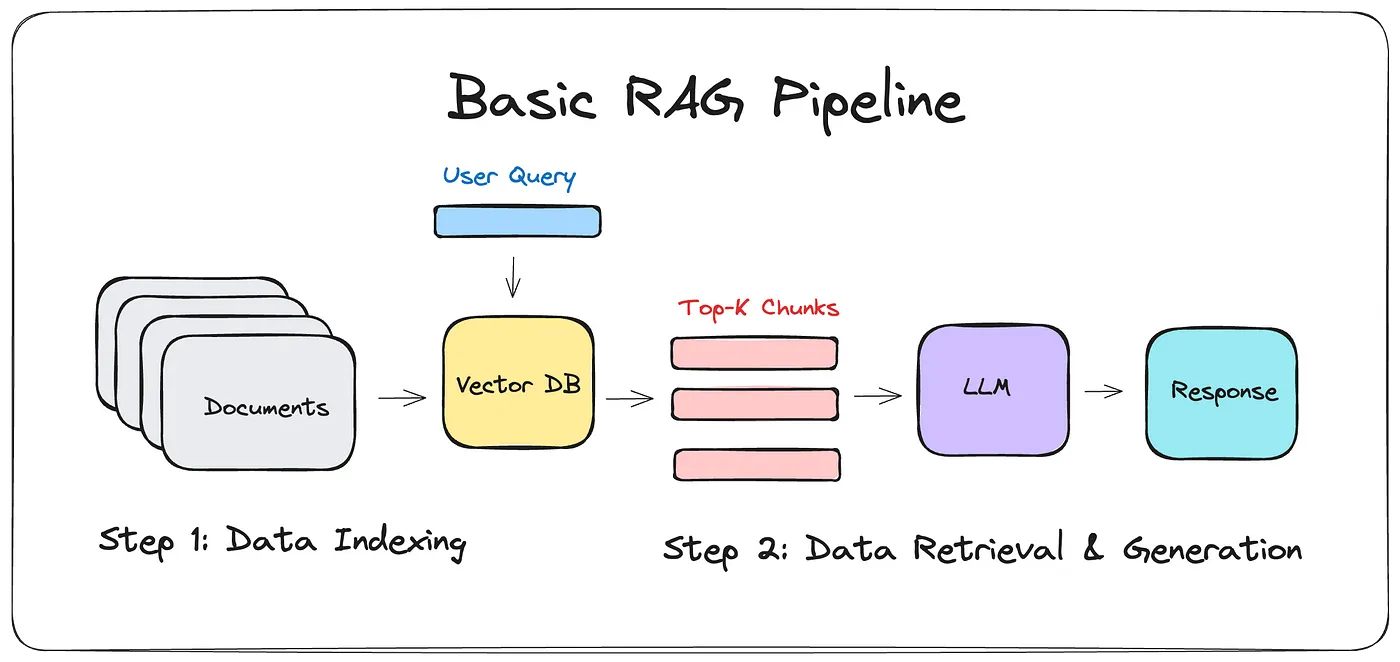 Basic RAG Pipeline
User Query
Top-K Chunks
Documents
Vector DB
LLM
Response
Step 1: Data Indexing
Step 2: Data Retrieval & Generation